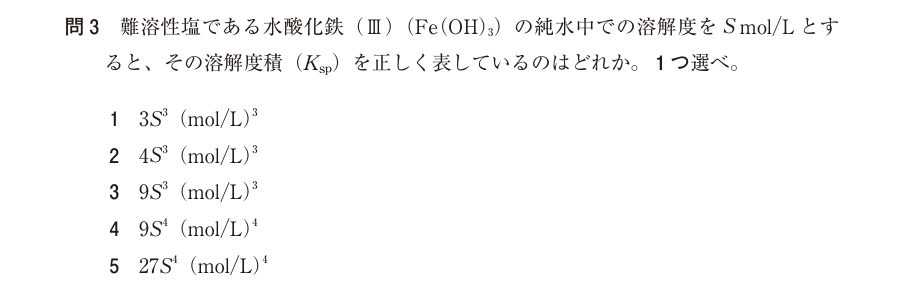 問3 難溶性塩である水酸化鉄（Ⅲ）（Fe(OH)₃）の純水中での溶解度を S mol/L とす
ると、その溶解度積（Ksp）を正しく表しているのはどれか。1つ選べ。
1 3S³（mol/L）³
2 4S³（mol/L）³
3 9S³（mol/L）³
4 9S⁴（mol/L）⁴
5 27S⁴（mol/L）⁴